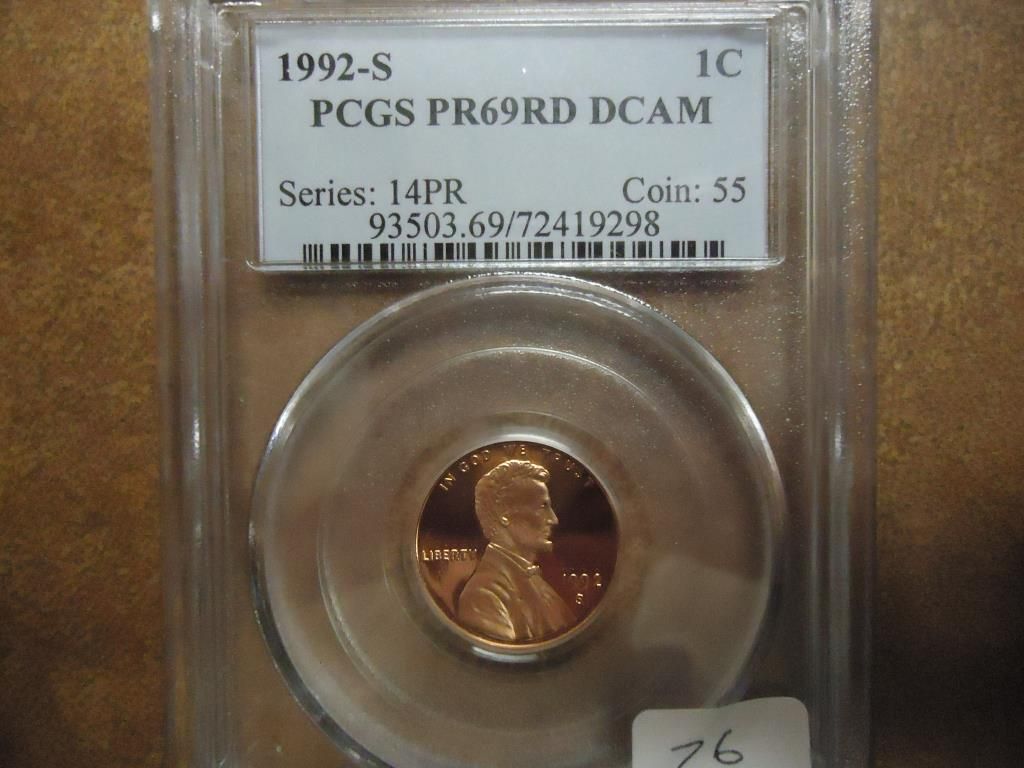 1992-S 1C
PCGS PR69RD DCAM
Series: 14PR Coin: 55
93503.69/72419298
IN GOD WE TRUST
LIBERTY
1992
S
76